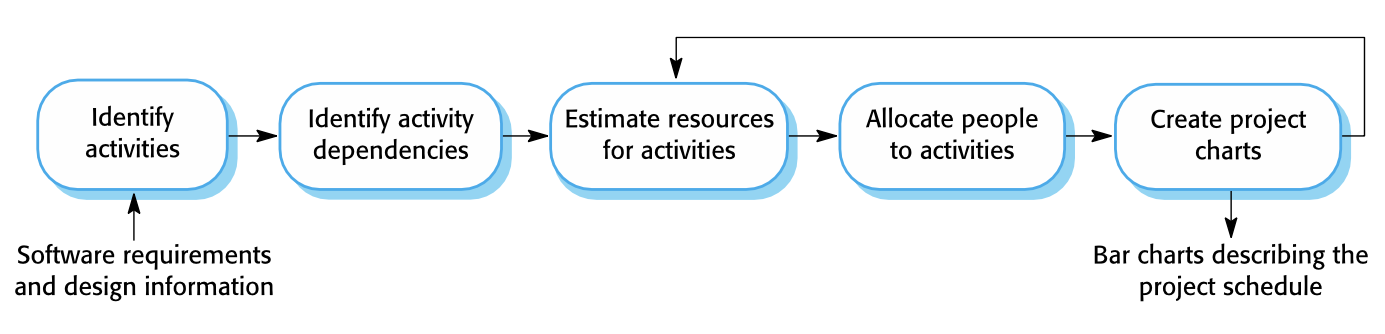 Identify
activities
Identify activity
dependencies
Estimate resources
for activities
Allocate people
to activities
Create project
charts
Software requirements
and design information
Bar charts describing the
project schedule